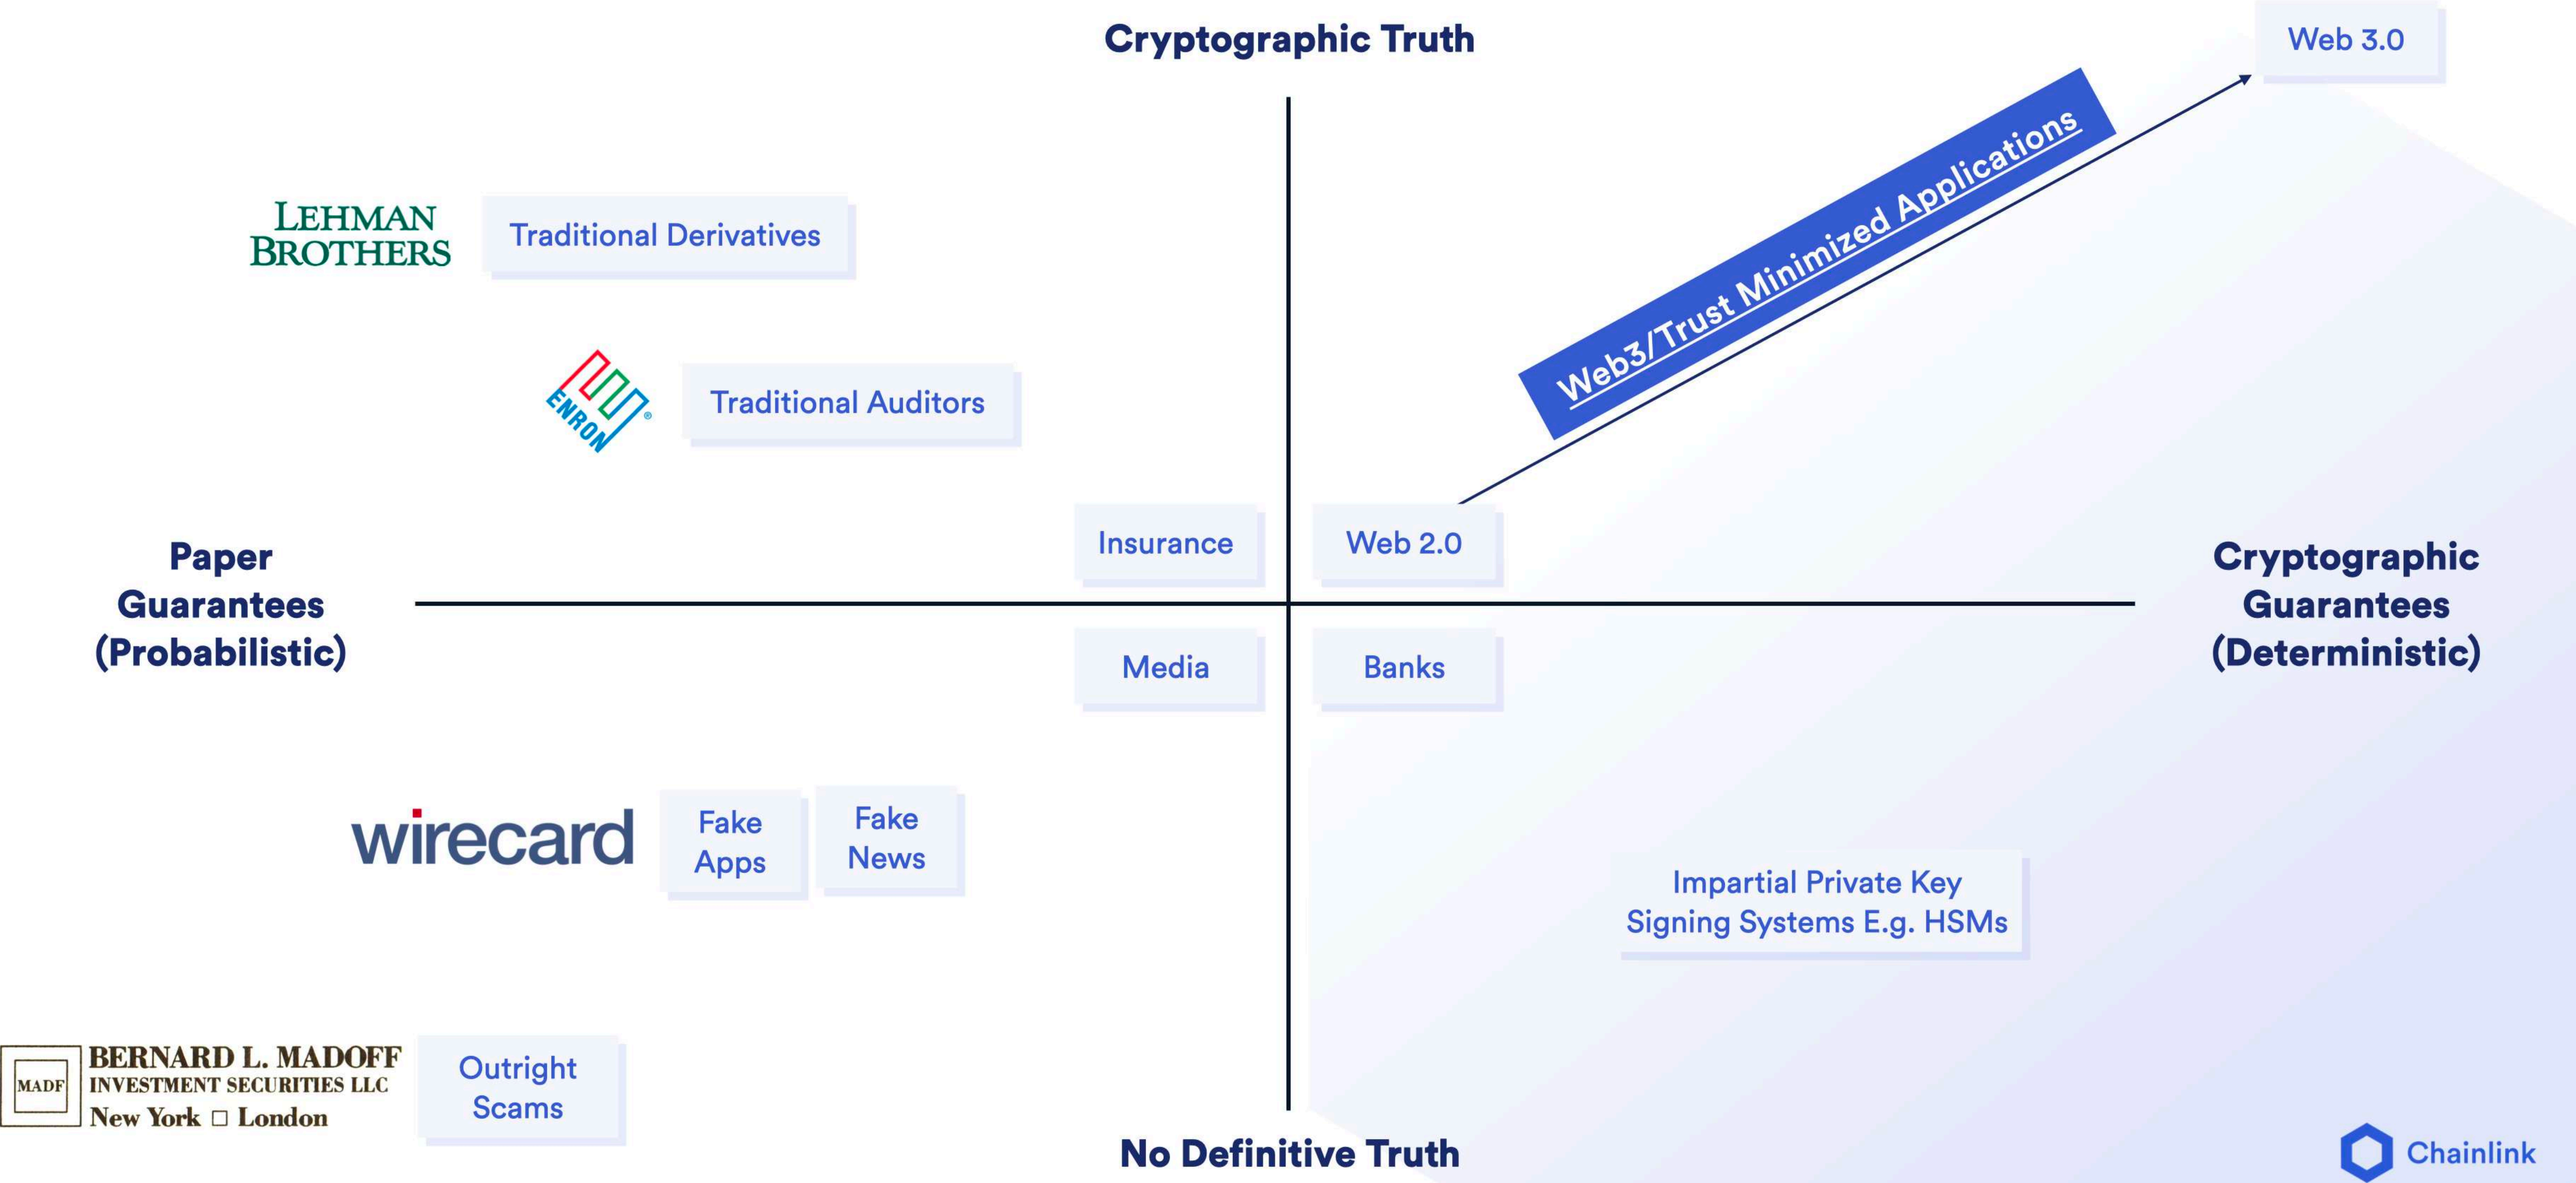 Cryptographic Truth
Web 3.0
Web3/Trust Minimized Applications
LEHMAN
BROTHERS
Traditional Derivatives
ENRON®
Traditional Auditors
Insurance
Web 2.0
Paper
Guarantees
(Probabilistic)
Cryptographic
Guarantees
(Deterministic)
Media
Banks
wirecard
Fake
Apps
Fake
News
Impartial Private Key
Signing Systems E.g. HSMs
MADF
BERNARD L. MADOFF
INVESTMENT SECURITIES LLC
New York □ London
Outright
Scams
No Definitive Truth
Chainlink